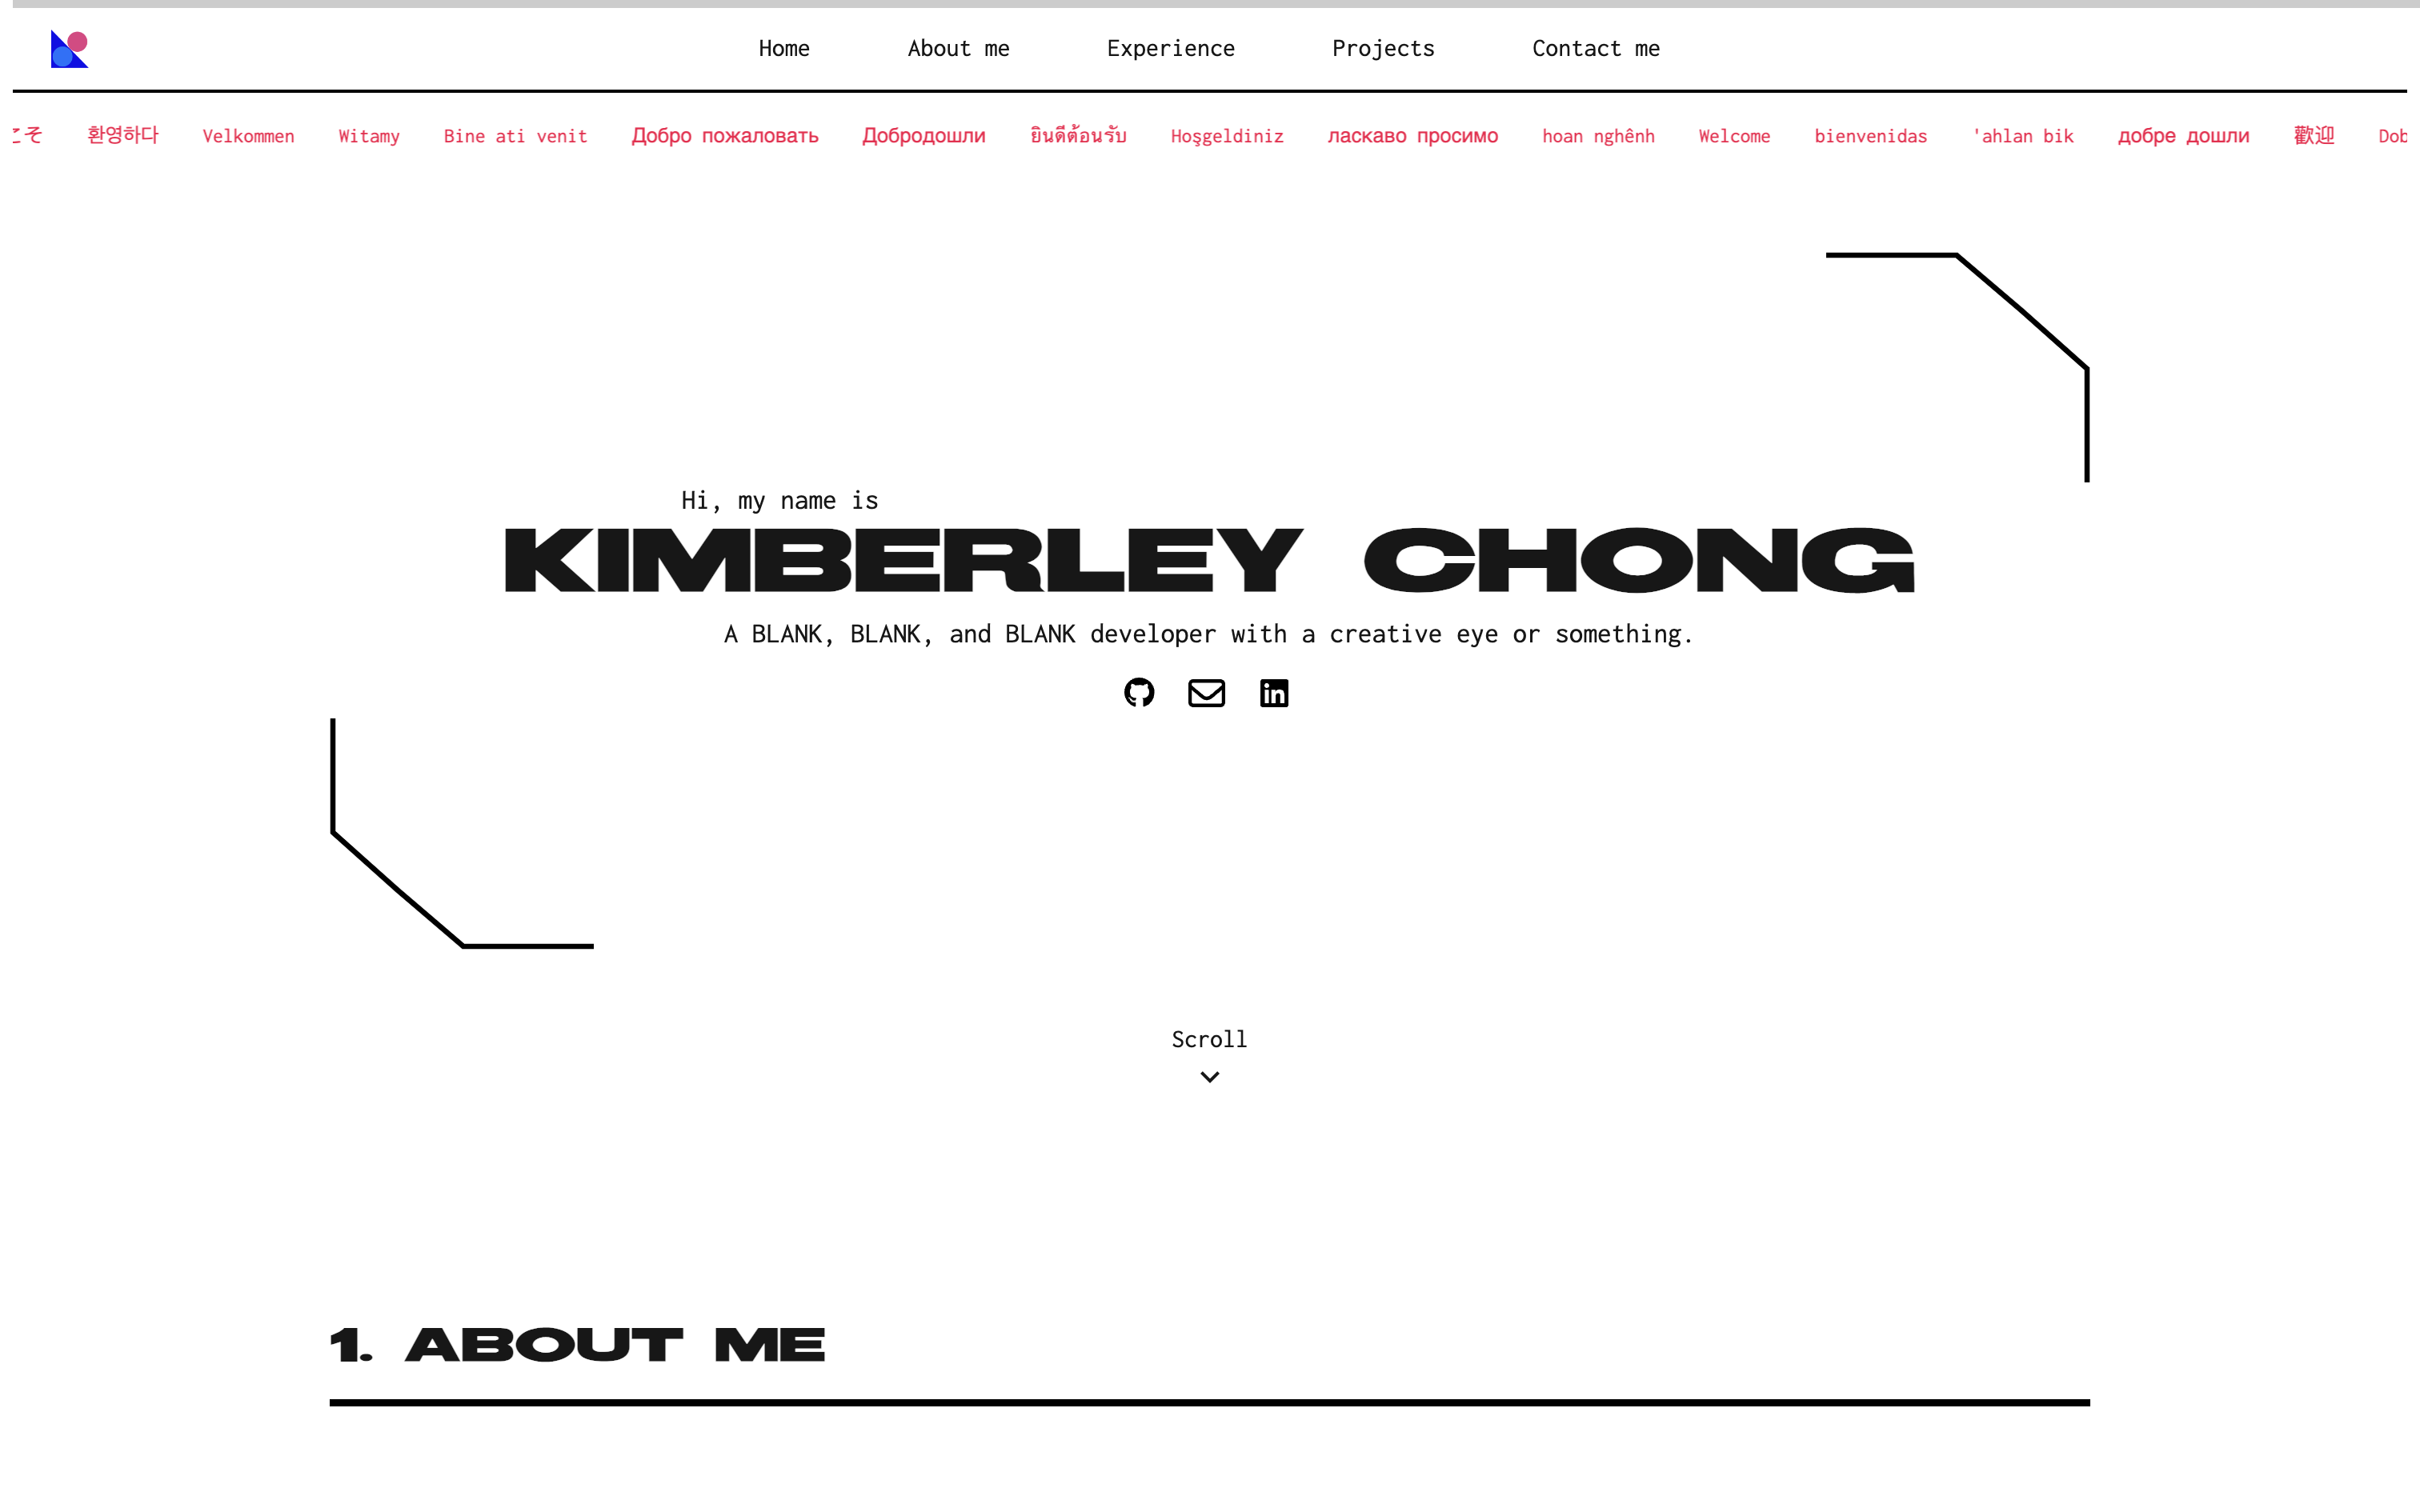 Home About me Experience Projects Contact me
こそ 환영하다 Velkommen Witamy Bine ati venit Добро пожаловать Добродошли ยินดีต้อนรับ Hoşgeldiniz ласкаво просимо hoan nghênh Welcome bienvenidas 'ahlan bik добре дошли 歡迎 Dob
Hi, my name is
KIMBERLEY CHONG
A BLANK, BLANK, and BLANK developer with a creative eye or something.
in
Scroll
1. ABOUT ME